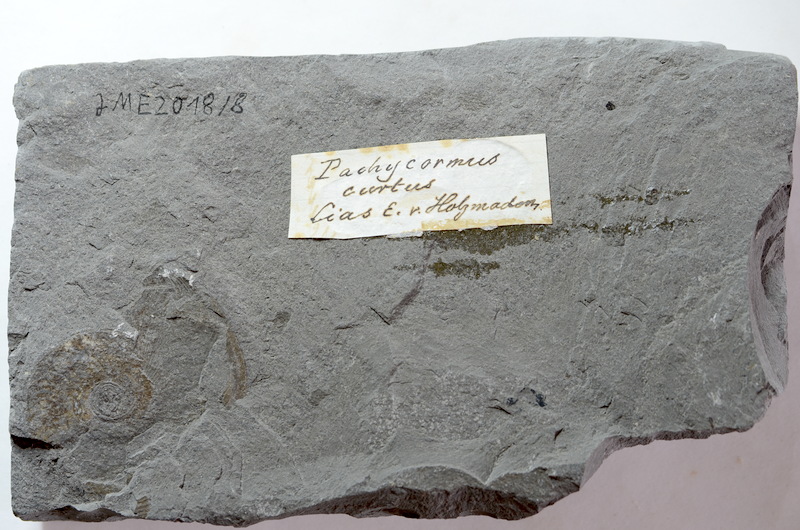 JME2018/8
Pachycormus
curtus
Lias E. v. Holzmaden,